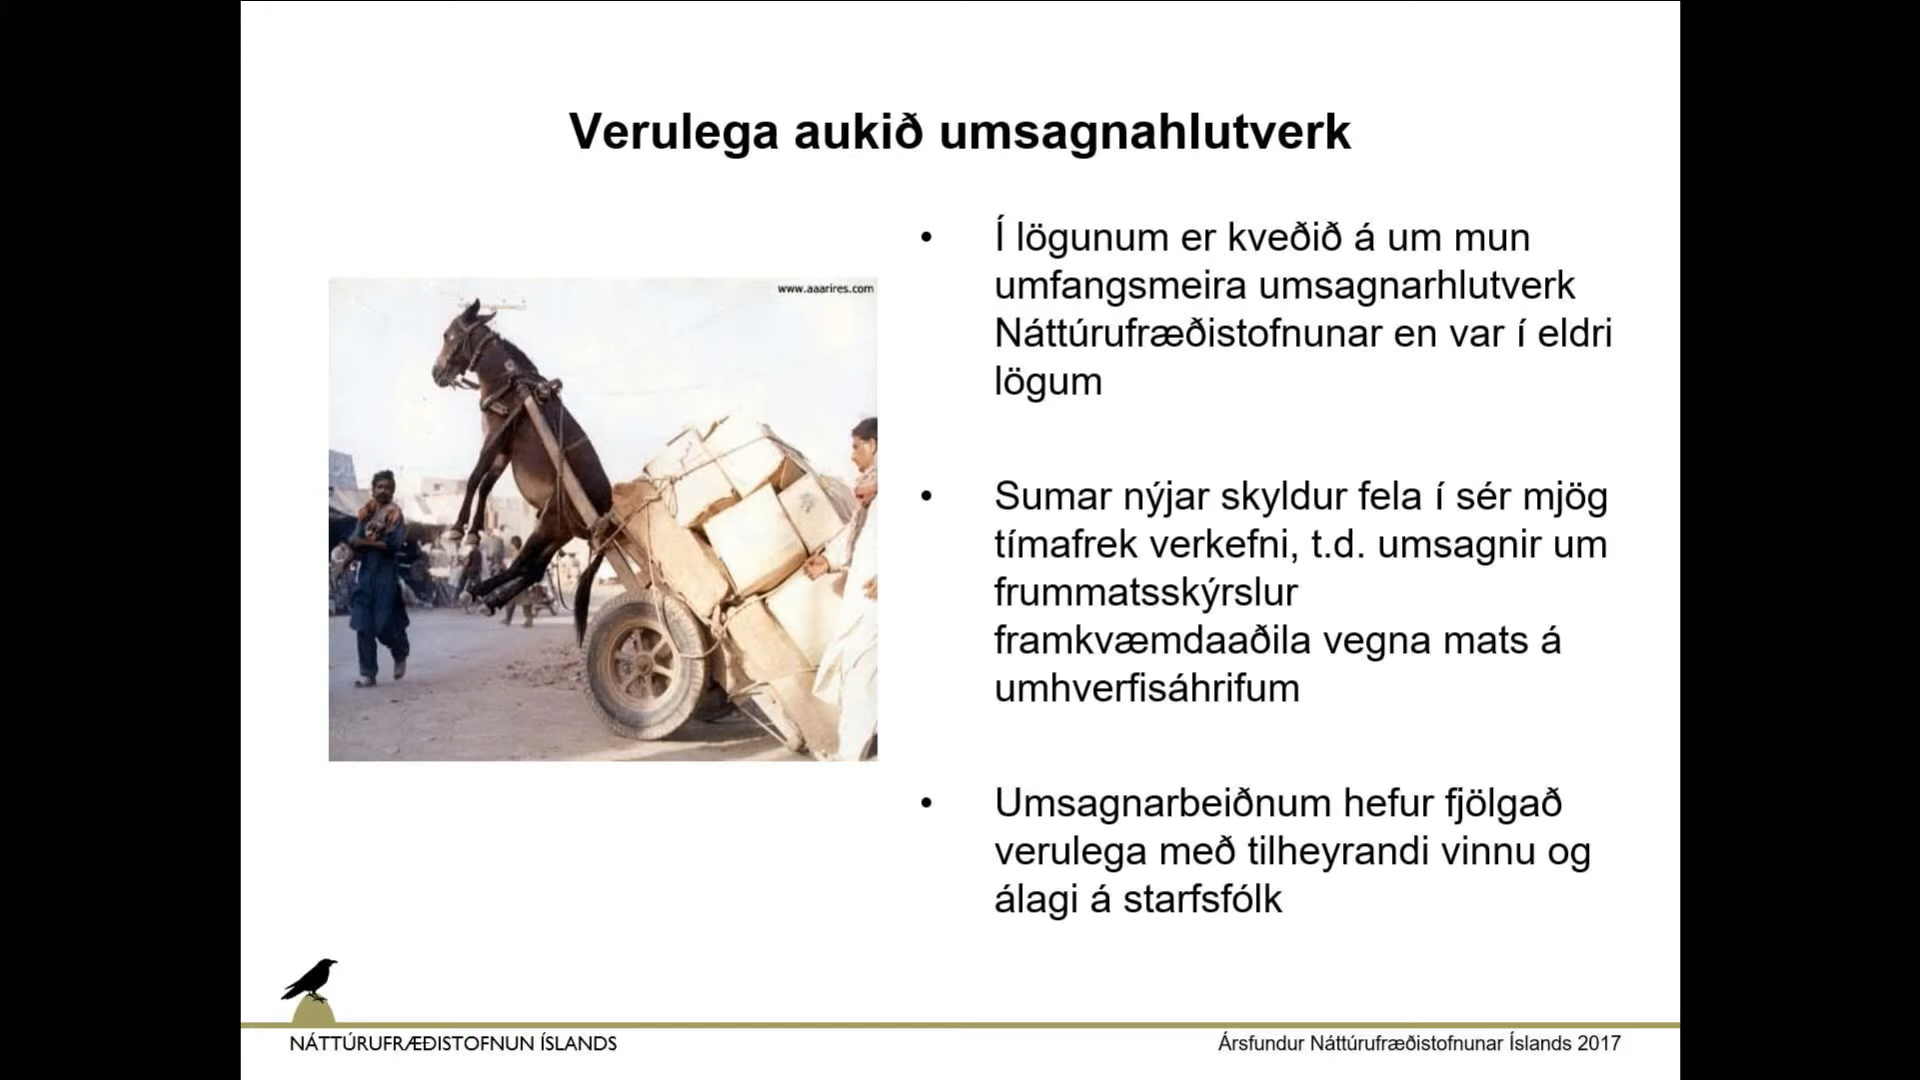 Verulega aukið umsagnahlutverk
www.aaarires.com
• Í lögunum er kveðið á um mun
umfangsmeira umsagnarhlutverk
Náttúrufræðistofnunar en var í eldri
lögum
• Sumar nýjar skyldur fela í sér mjög
tímafrek verkefni, t.d. umsagnir um
frummatsskýrslur
framkvæmdaaðila vegna mats á
umhverfisáhrifum
• Umsagnarbeiðnum hefur fjölgað
verulega með tilheyrandi vinnu og
álagi á starfsfólk
NÁTTÚRUFRÆÐISTOFNUN ÍSLANDS
Ársfundur Náttúrufræðistofnunar Íslands 2017